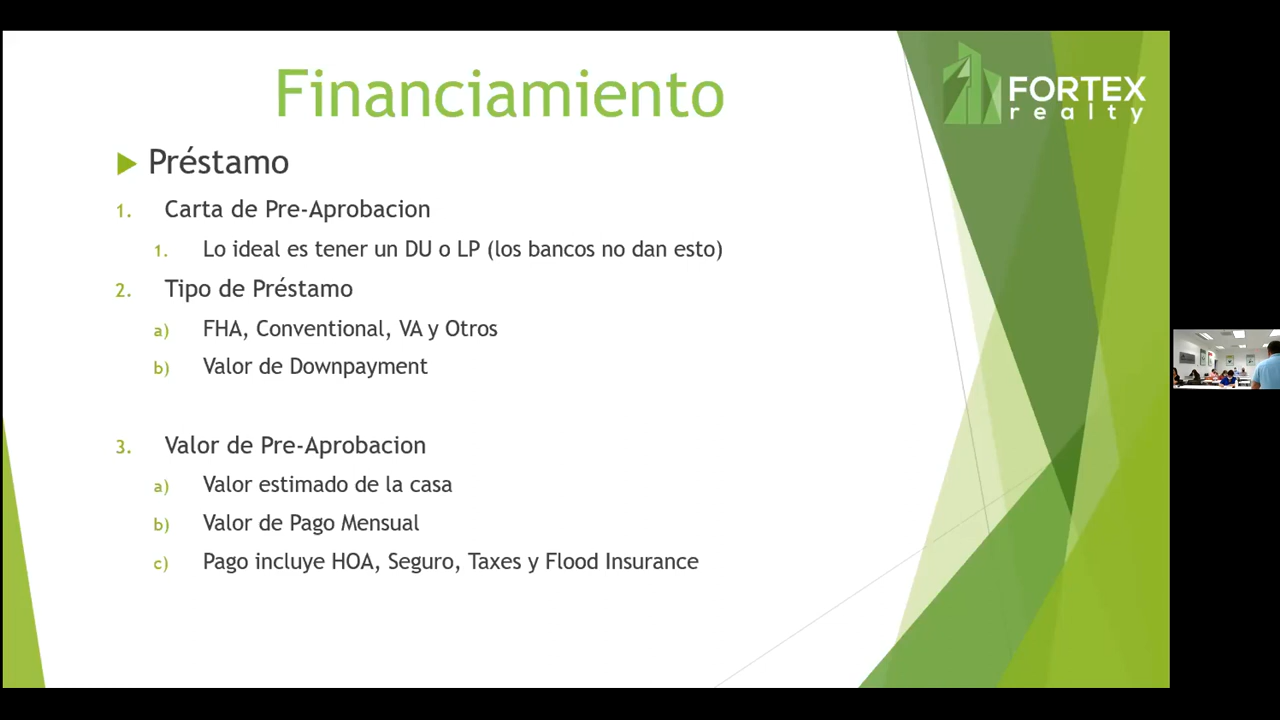 Financiamiento
FORTEX
realty
Préstamo
1. Carta de Pre-Aprobacion
1. Lo ideal es tener un DU o LP (los bancos no dan esto)
2. Tipo de Préstamo
a) FHA, Conventional, VA y Otros
b) Valor de Downpayment
3. Valor de Pre-Aprobacion
a) Valor estimado de la casa
b) Valor de Pago Mensual
c) Pago incluye HOA, Seguro, Taxes y Flood Insurance